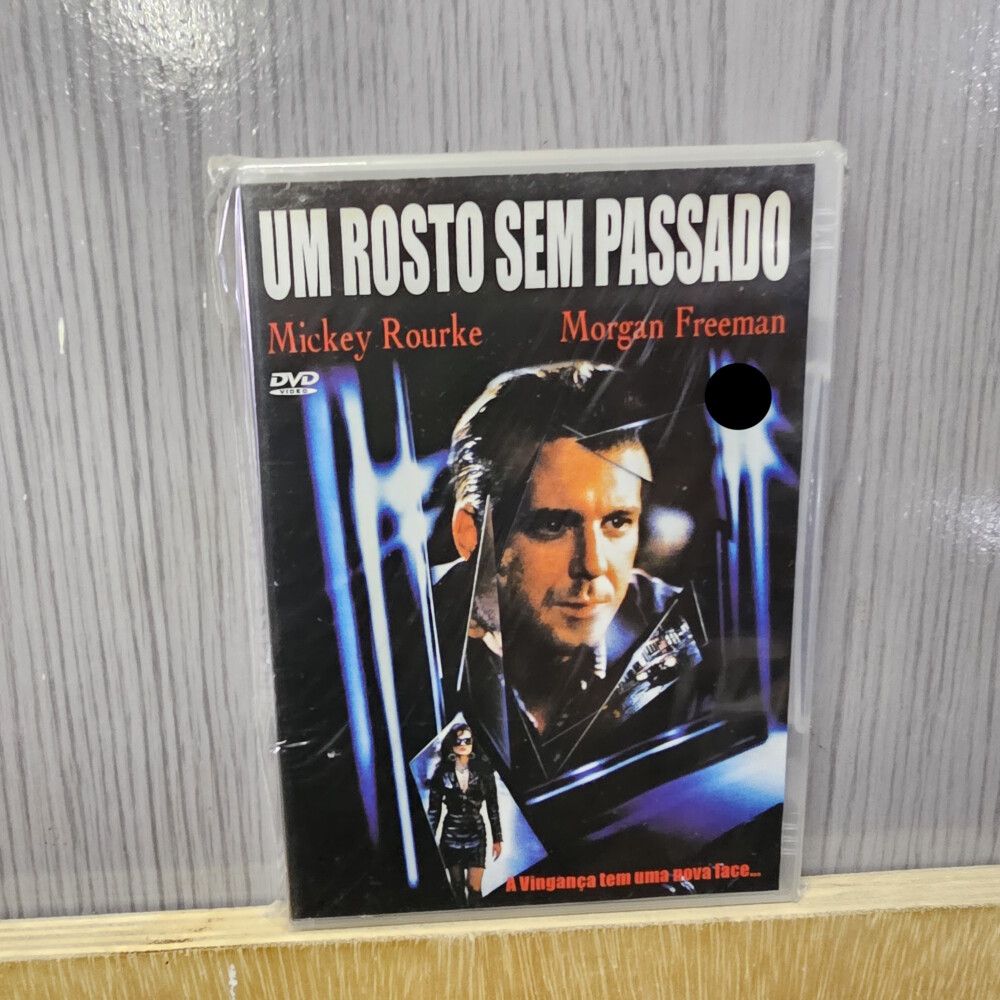 UM ROSTO SEM PASSADO
Mickey Rourke Morgan Freeman
DVD
VIDEO
A Vingança tem uma nova face...